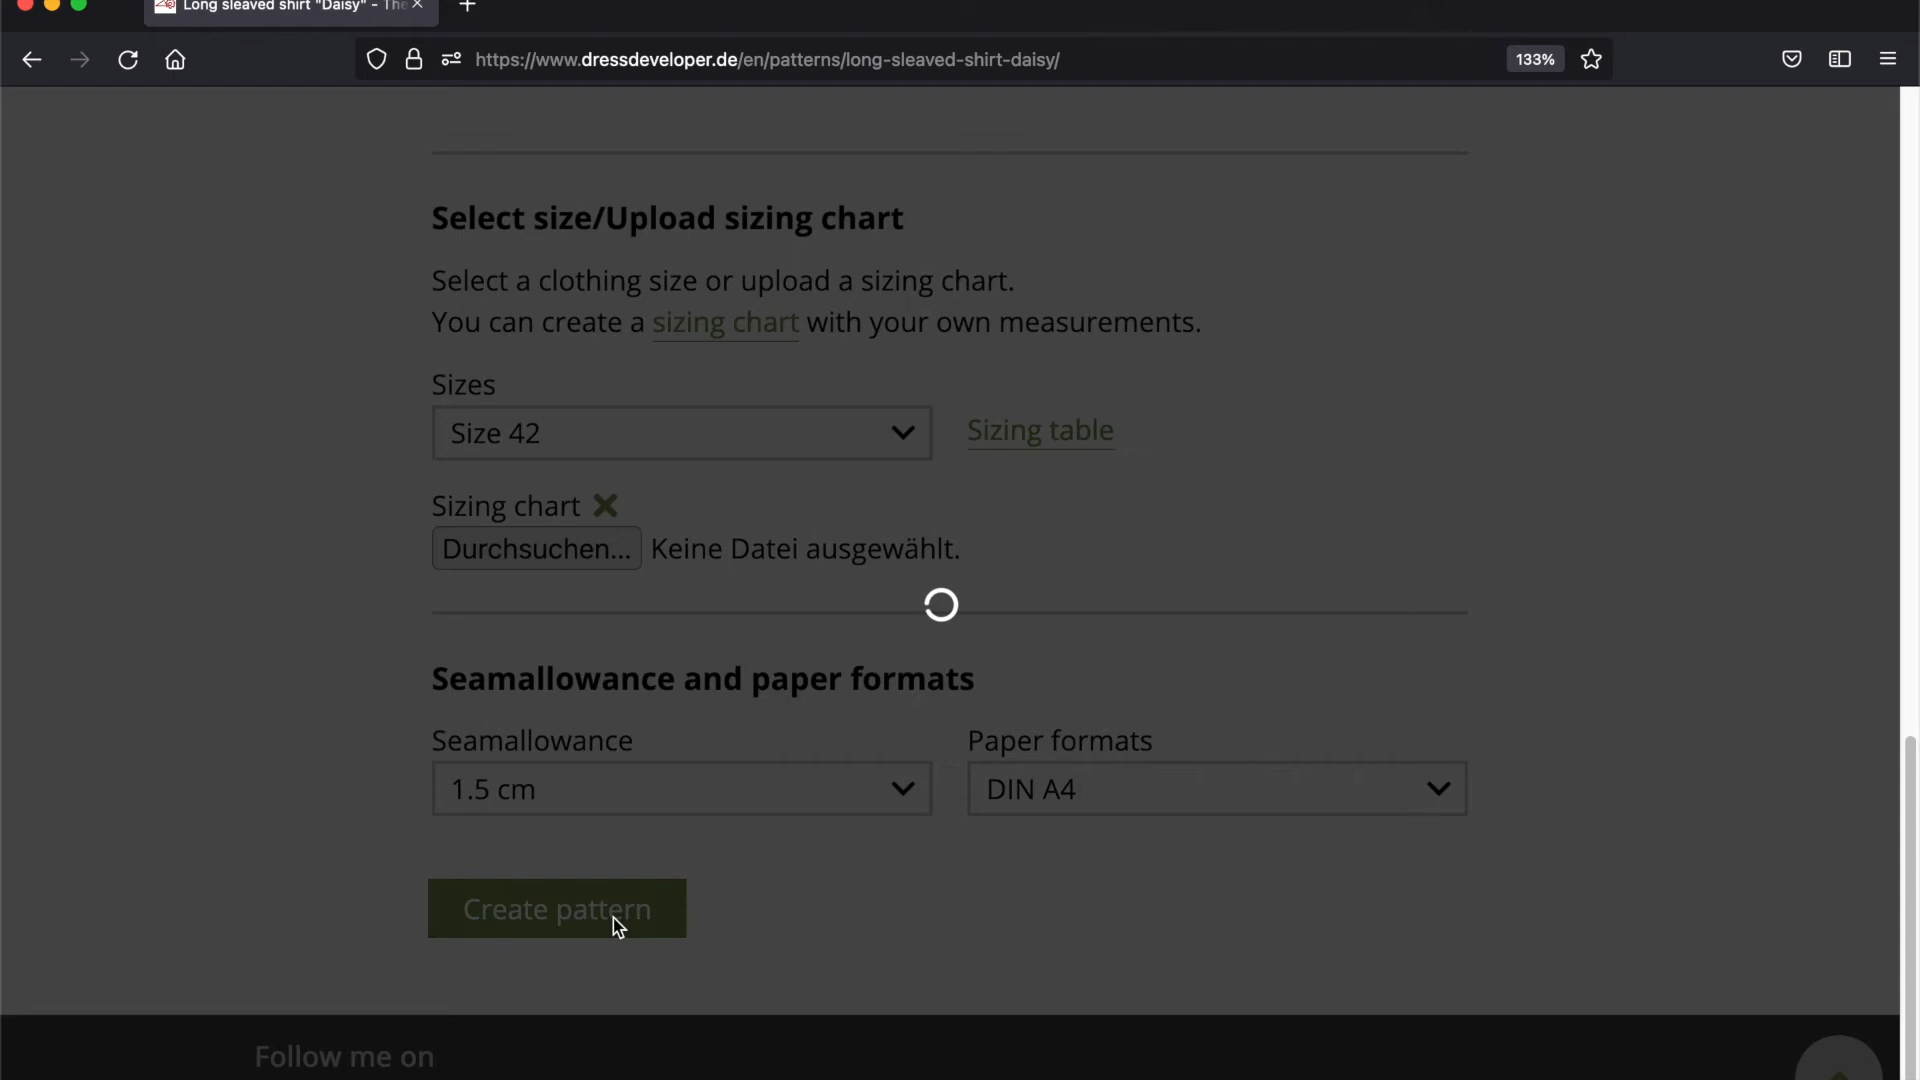 Long sleaved shirt "Daisy" - The
https://www.dressdeveloper.de/en/patterns/long-sleaved-shirt-daisy/
133%
Select size/Upload sizing chart
Select a clothing size or upload a sizing chart.
You can create a sizing chart with your own measurements.
Sizes
Size 42
Sizing table
Sizing chart
Durchsuchen... Keine Datei ausgewählt.
Seamallowance and paper formats
Seamallowance
Paper formats
1.5 cm
DIN A4
Create pattern
Follow me on